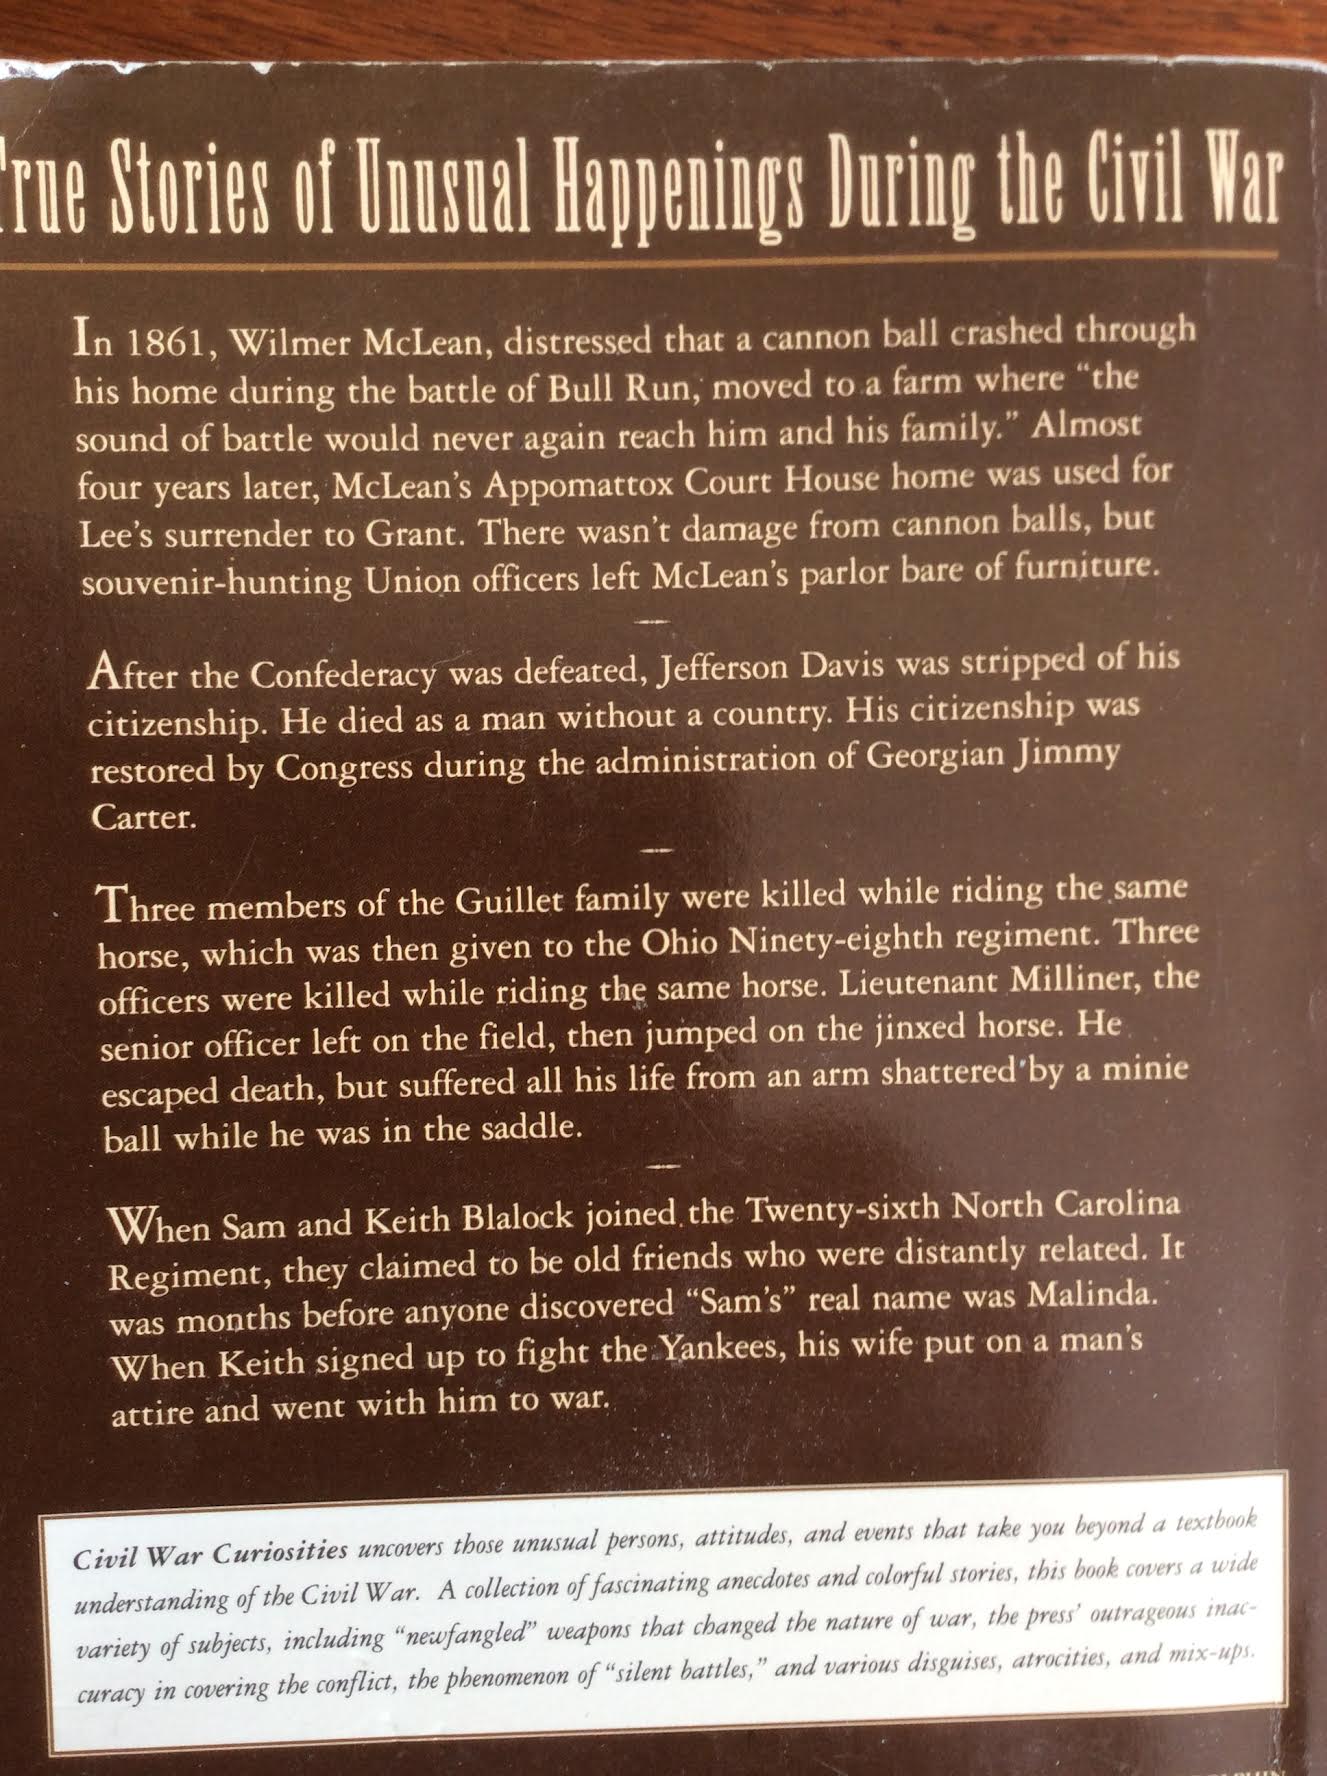 True Stories of Unusual Happenings During the Civil War
In 1861, Wilmer McLean, distressed that a cannon ball crashed through
his home during the battle of Bull Run, moved to a farm where “the
sound of battle would never again reach him and his family.” Almost
four years later, McLean’s Appomattox Court House home was used for
Lee’s surrender to Grant. There wasn’t damage from cannon balls, but
souvenir-hunting Union officers left McLean’s parlor bare of furniture.
After the Confederacy was defeated, Jefferson Davis was stripped of his
citizenship. He died as a man without a country. His citizenship was
restored by Congress during the administration of Georgian Jimmy
Carter.
Three members of the Guillet family were killed while riding the same
horse, which was then given to the Ohio Ninety-eighth regiment. Three
officers were killed while riding the same horse. Lieutenant Milliner, the
senior officer left on the field, then jumped on the jinxed horse. He
escaped death, but suffered all his life from an arm shattered by a minie
ball while he was in the saddle.
When Sam and Keith Blalock joined the Twenty-sixth North Carolina
Regiment, they claimed to be old friends who were distantly related. It
was months before anyone discovered “Sam’s” real name was Malinda.
When Keith signed up to fight the Yankees, his wife put on a man’s
attire and went with him to war.
Civil War Curiosities uncovers those unusual persons, attitudes, and events that take you beyond a textbook
understanding of the Civil War. A collection of fascinating anecdotes and colorful stories, this book covers a wide
variety of subjects, including “newfangled” weapons that changed the nature of war, the press’ outrageous inac-
curacy in covering the conflict, the phenomenon of “silent battles,” and various disguises, atrocities, and mix-ups.